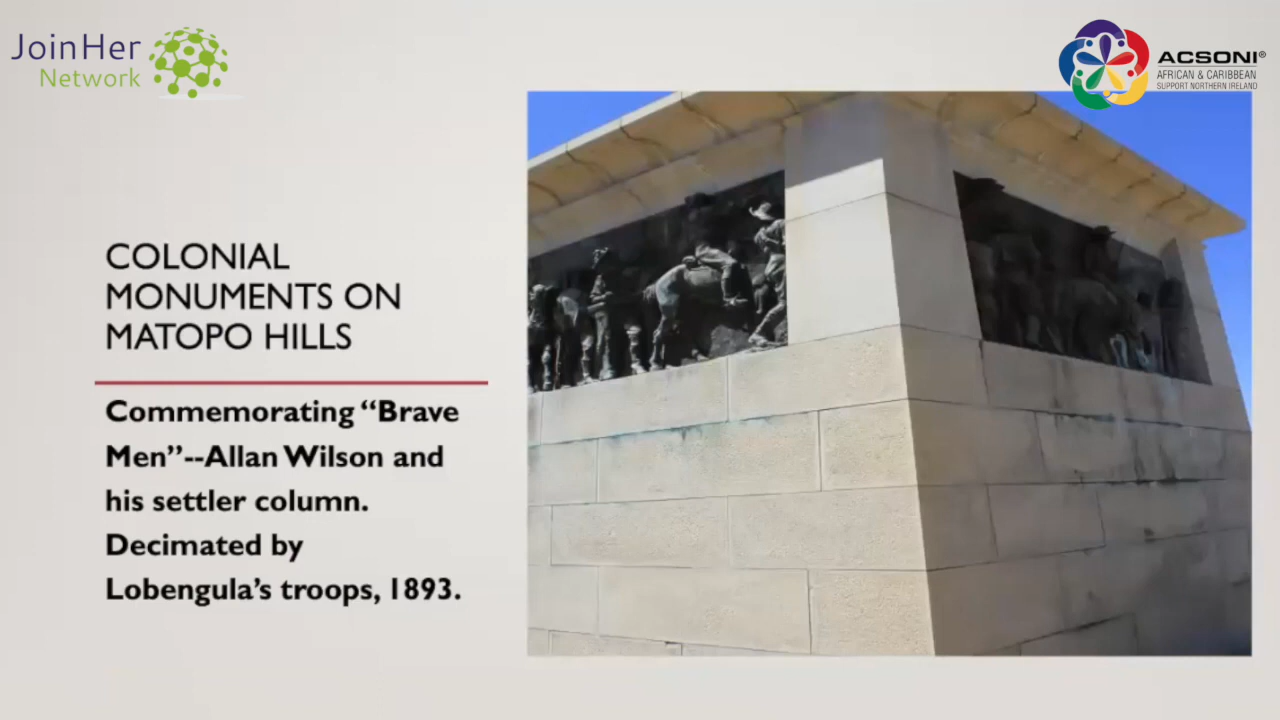 JoinHer
Network
ACSONI®
AFRICAN & CARIBBEAN
SUPPORT NORTHERN IRELAND
COLONIAL
MONUMENTS ON
MATOPO HILLS
Commemorating “Brave
Men”--Allan Wilson and
his settler column.
Decimated by
Lobengula’s troops, 1893.